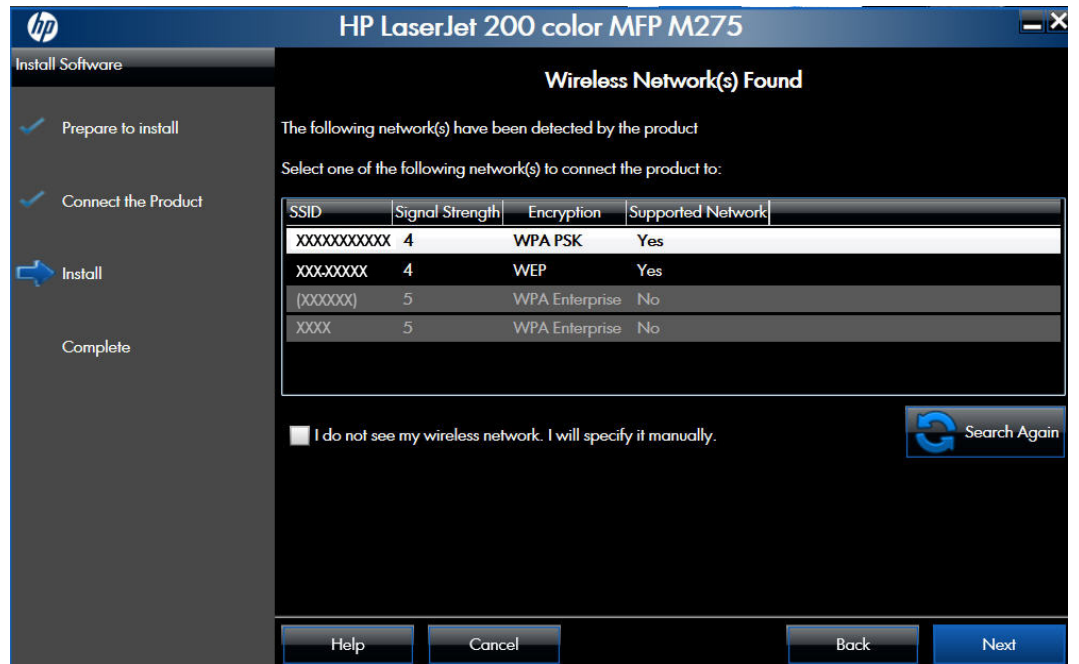 hp
HP LaserJet 200 color MFP M275
Install Software
Prepare to install
Connect the Product
Install
Complete
Wireless Network(s) Found
The following network(s) have been detected by the product
Select one of the following network(s) to connect the product to:
SSID Signal Strength Encryption Supported Network
XXXXXXXXXXX 4 WPA PSK Yes
XXX-XXXXX 4 WEP Yes
(XXXXXX) 5 WPA Enterprise No
XXXX 5 WPA Enterprise No
I do not see my wireless network. I will specify it manually.
Search Again
Help Cancel Back Next